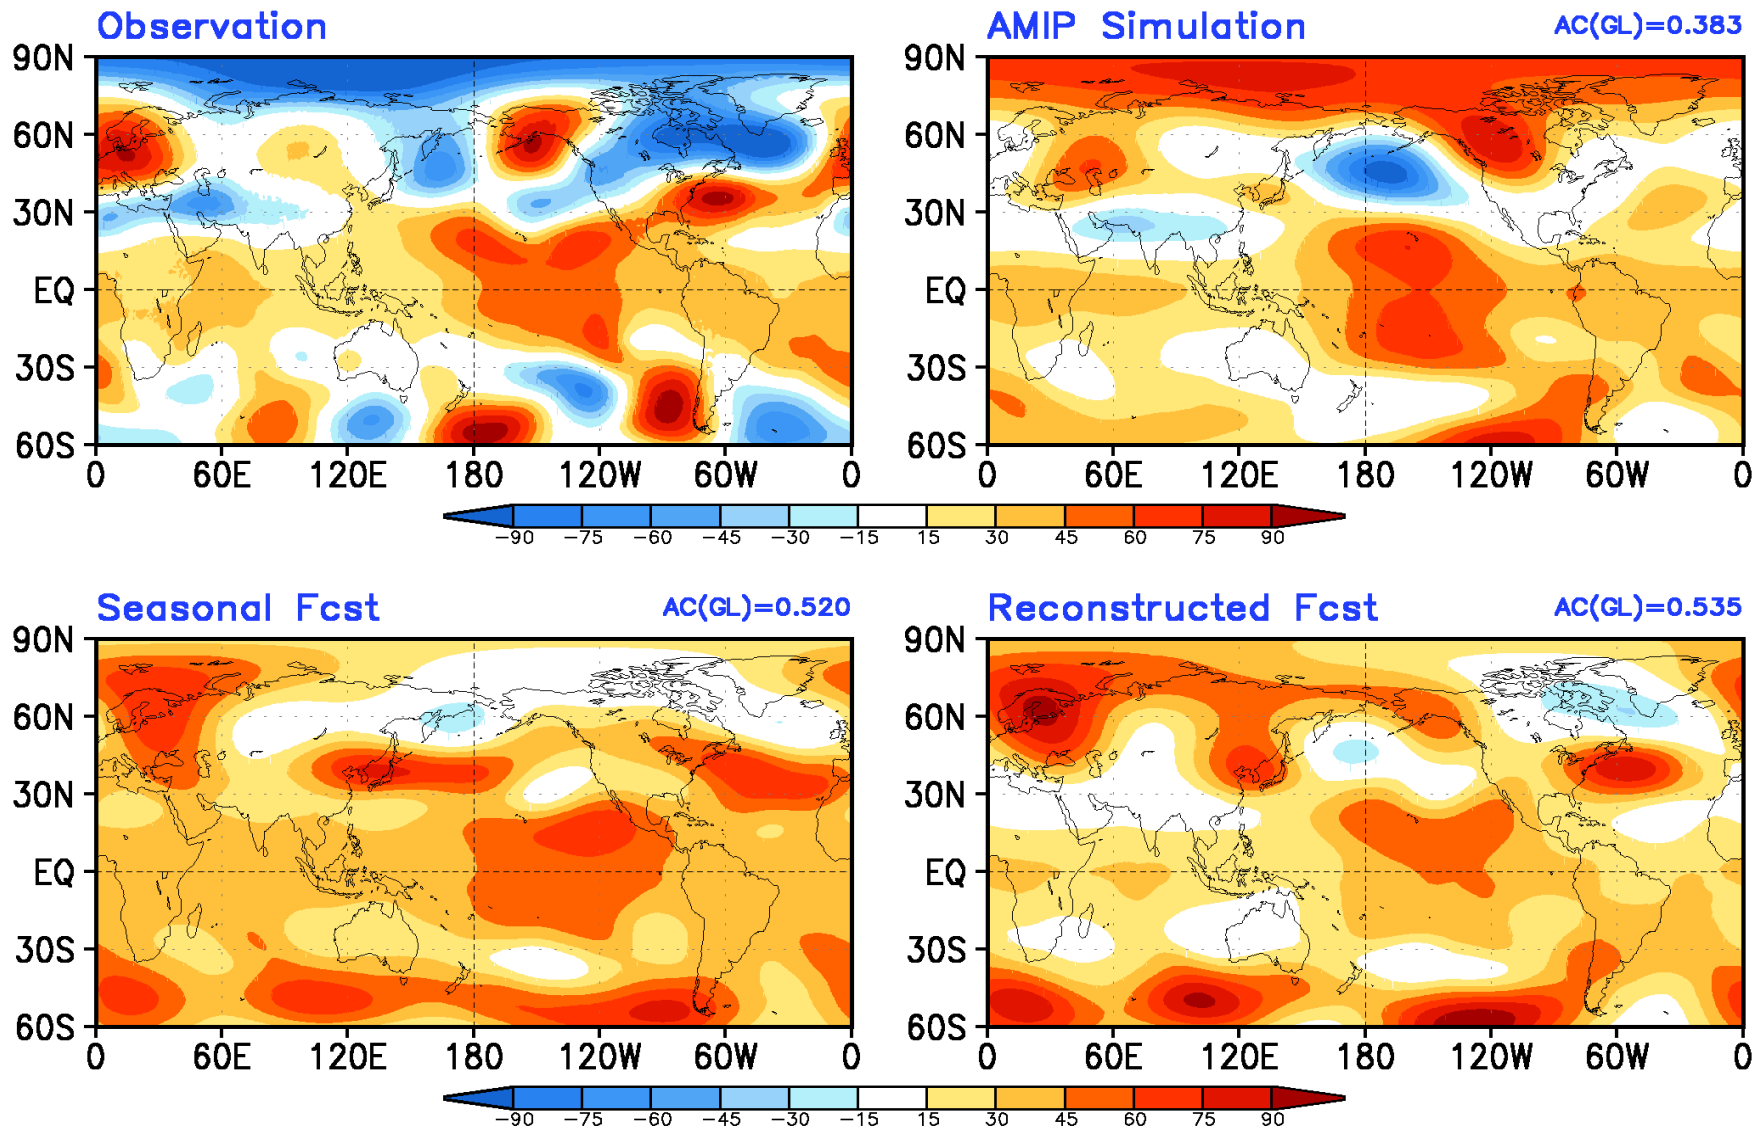 Observation
AMIP Simulation AC(GL)=0.383
90N
60N
30N
EQ
30S
60S
0 60E 120E 180 120W 60W 0
90N
60N
30N
EQ
30S
60S
0 60E 120E 180 120W 60W 0
-90 -75 -60 -45 -30 -15 15 30 45 60 75 90
Seasonal Fcst AC(GL)=0.520
Reconstructed Fcst AC(GL)=0.535
90N
60N
30N
EQ
30S
60S
0 60E 120E 180 120W 60W 0
90N
60N
30N
EQ
30S
60S
0 60E 120E 180 120W 60W 0
-90 -75 -60 -45 -30 -15 15 30 45 60 75 90